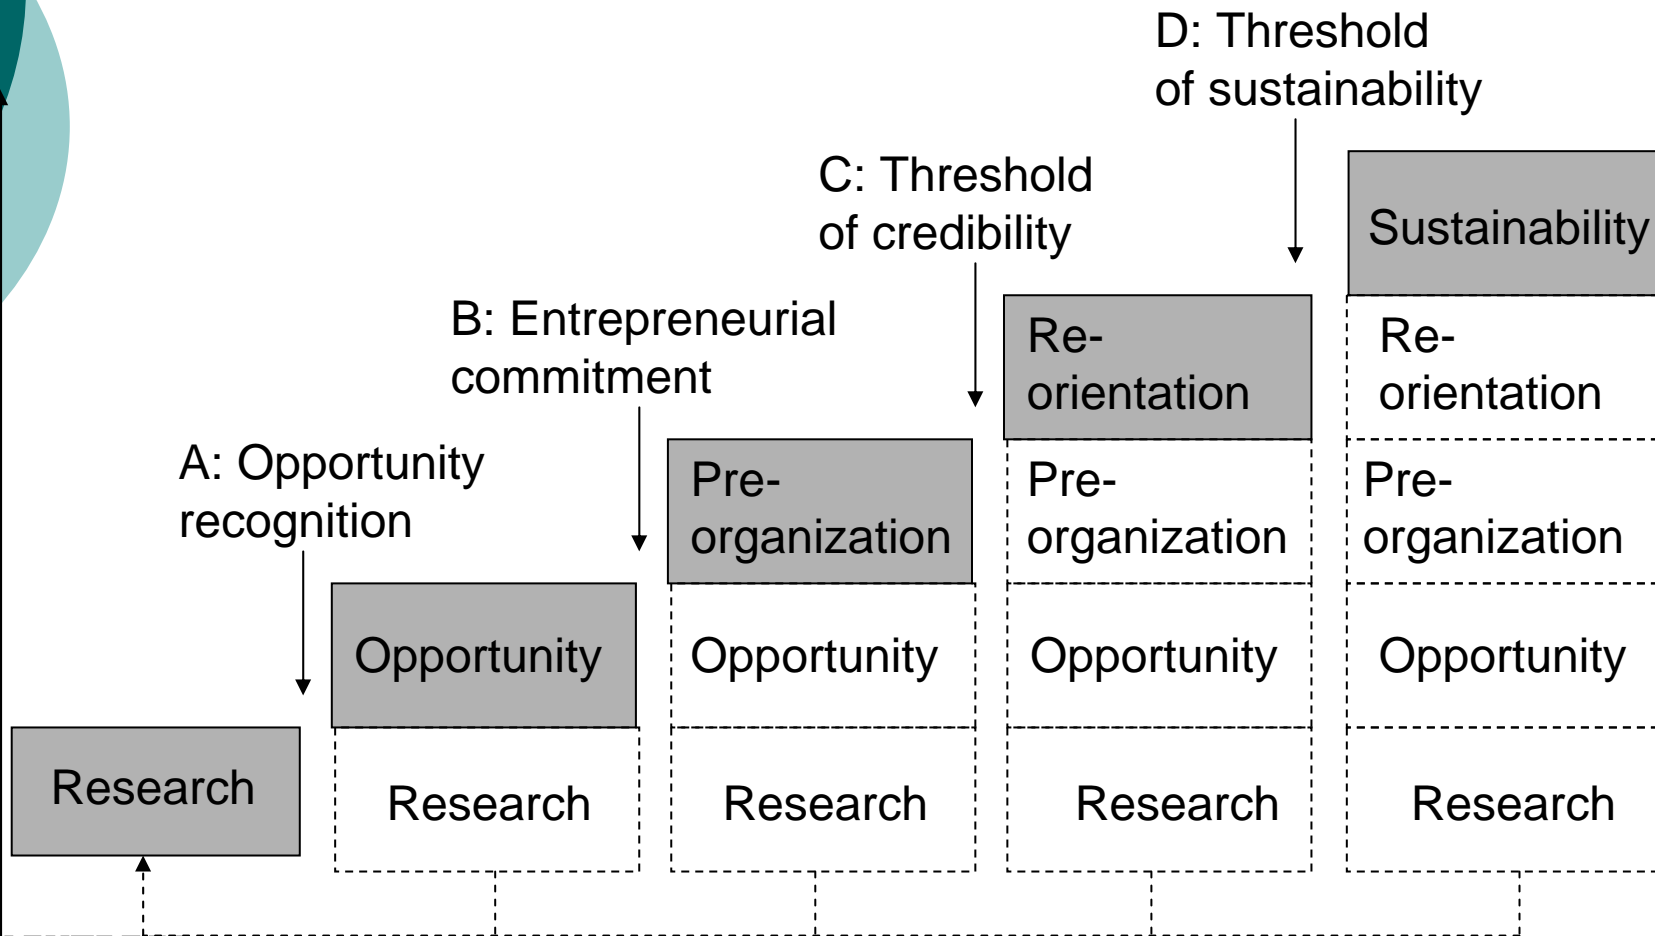 D: Threshold
of sustainability
C: Threshold
of credibility
Sustainability
B: Entrepreneurial
commitment
Re-
orientation
Re-
orientation
A: Opportunity
recognition
Pre-
organization
Pre-
organization
Pre-
organization
Opportunity
Opportunity
Opportunity
Opportunity
Research
Research
Research
Research
Research